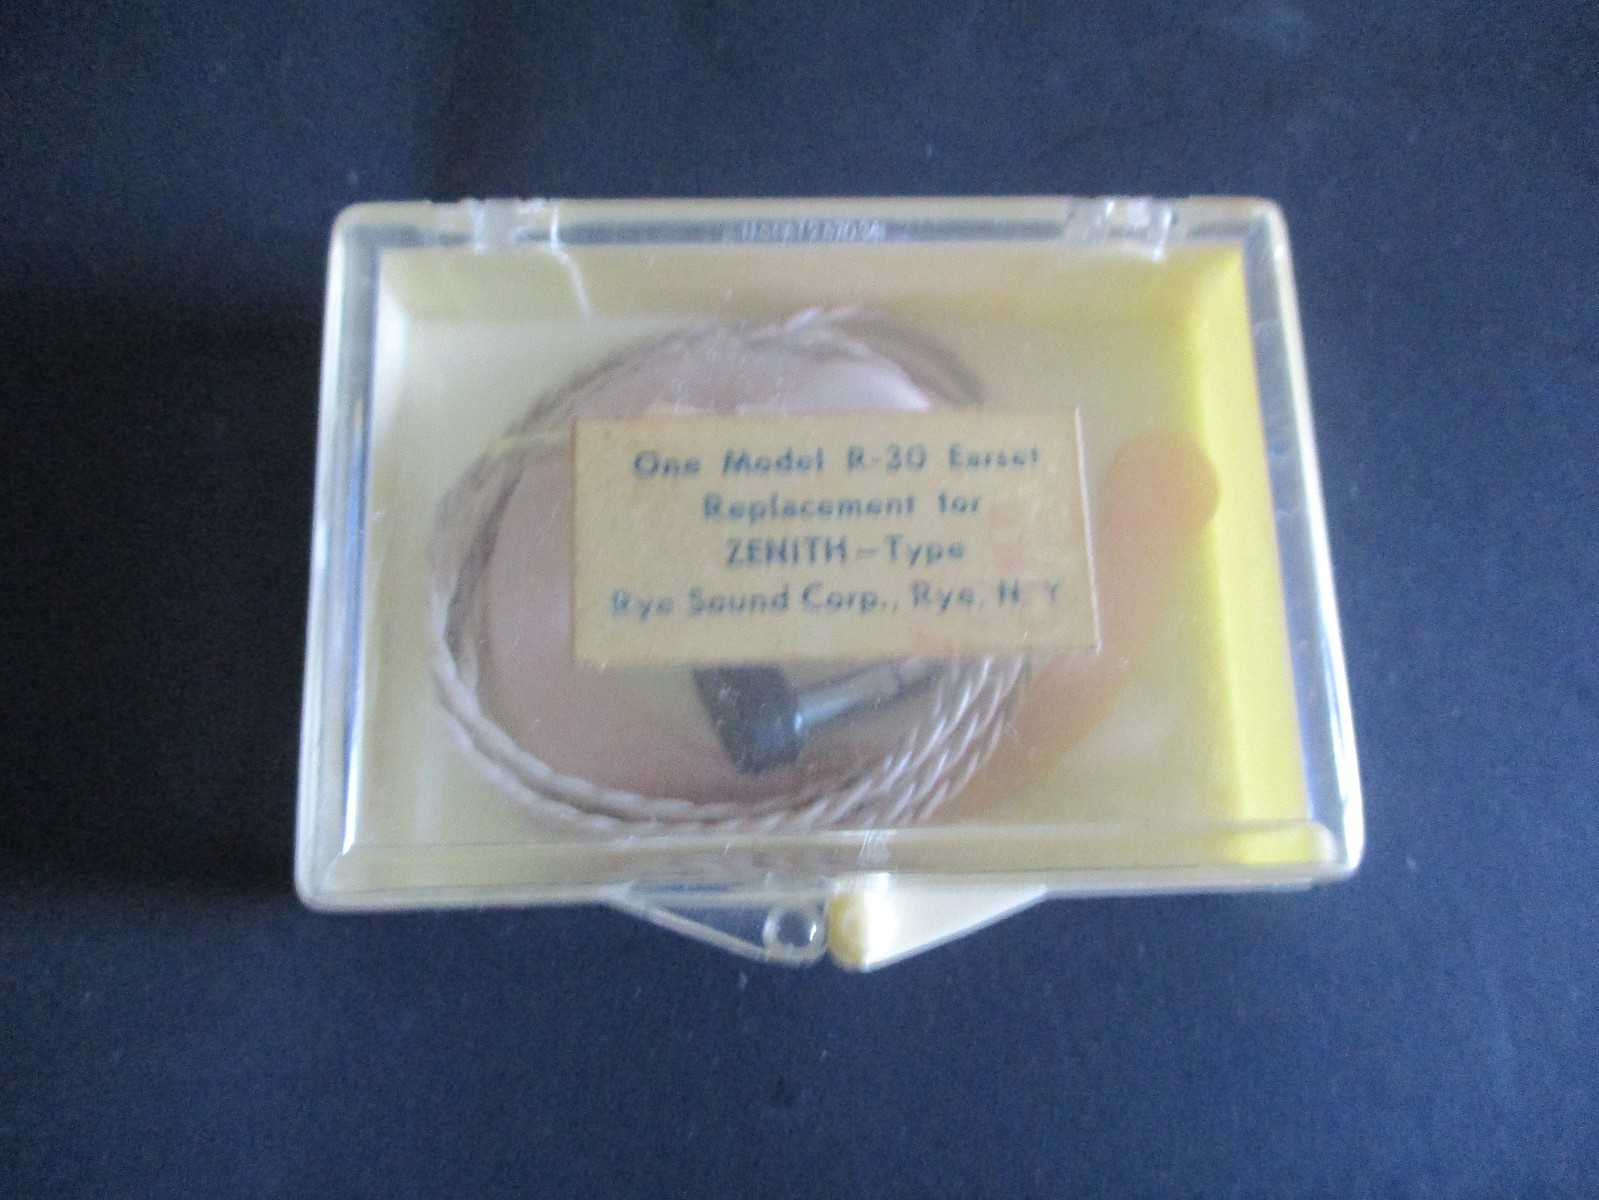 One Model R-30 Earset
Replacement for
ZENITH - Type
Rye Sound Corp., Rye, N. Y